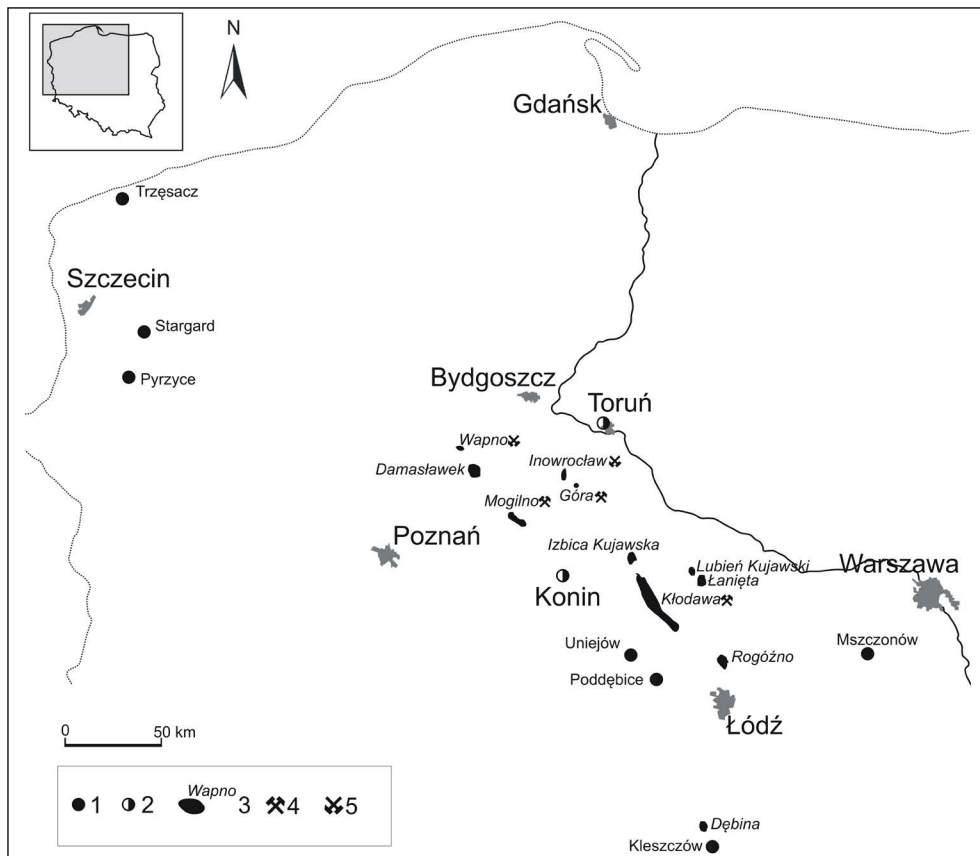 N
Gdańsk
Trzęsacz
Szczecin
Stargard
Pyrzyce
Bydgoszcz
Toruń
Wapno
Inowrocław
Damasławek
Góra
Mogilno
Poznań
Izbica Kujawska
Lubień Kujawski
Warszawa
Łanięta
Konin
Kłodawa
Uniejów
Mszczonów
Rogóźno
Poddębice
Łódź
0 50 km
Wapno
1 2 3 4 5
Dębina
Kleszczów